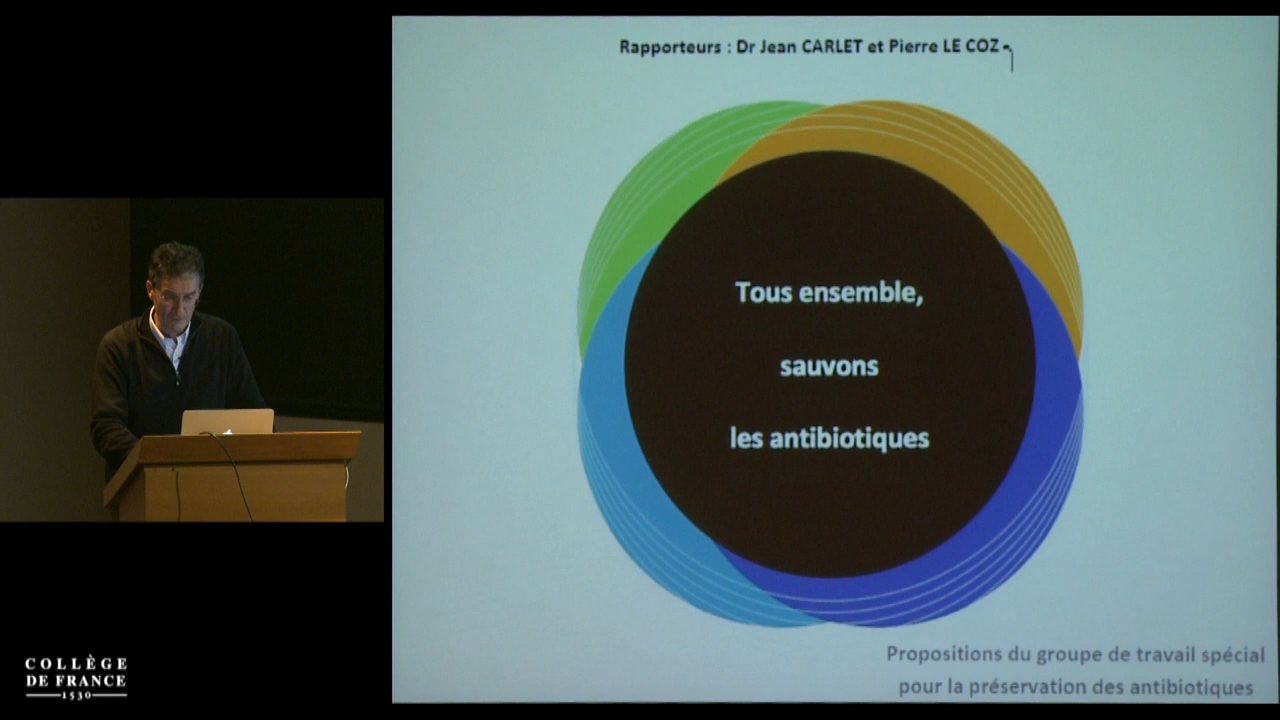 Rapporteurs : Dr Jean CARLET et Pierre LE COZ
Tous ensemble,
sauvons
les antibiotiques
Propositions du groupe de travail spécial
pour la préservation des antibiotiques
COLLÈGE
DE FRANCE
1530